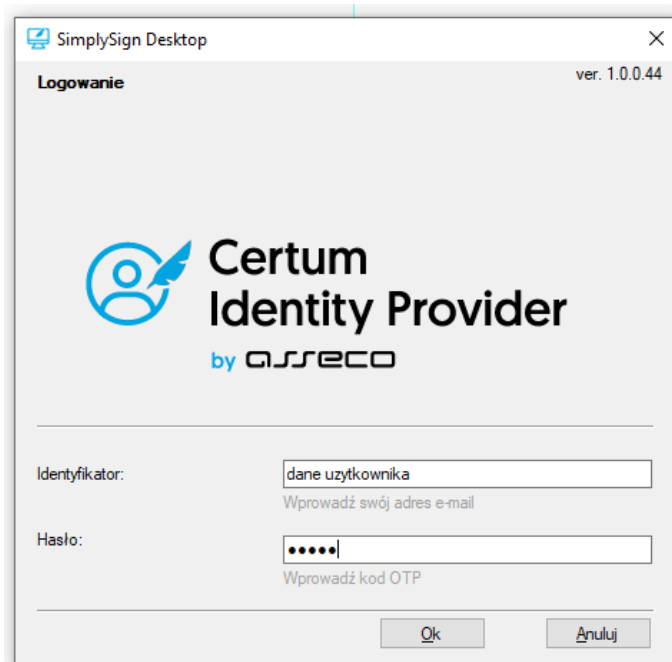 SimplySign Desktop
Logowanie
ver. 1.0.0.44
Certum
Identity Provider
by asseco
Identyfikator:
dane uzytkownika
Wprowadź swój adres e-mail
Hasło:
•••••
Wprowadź kod OTP
Ok
Anuluj